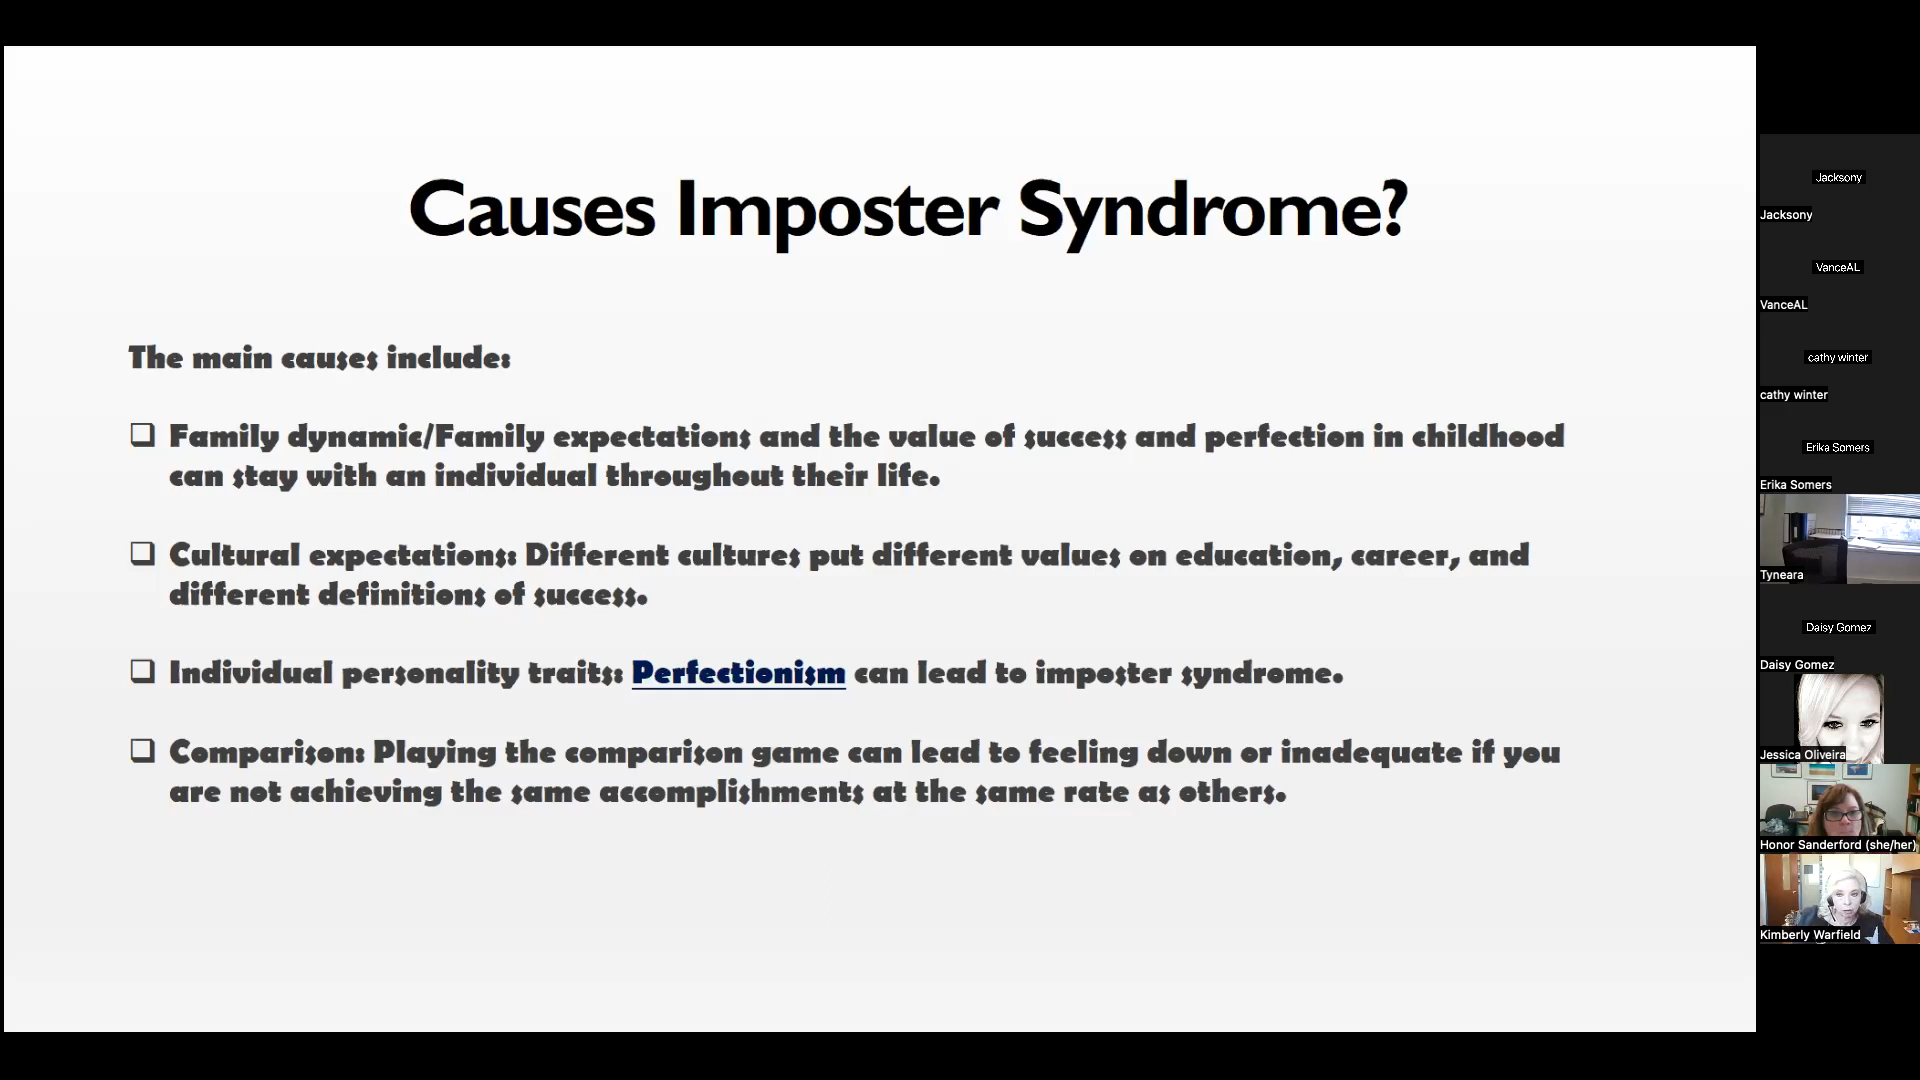 Causes Imposter Syndrome?
The main causes include:
❑ Family dynamic/Family expectations and the value of success and perfection in childhood
can stay with an individual throughout their life.
❑ Cultural expectations: Different cultures put different values on education, career, and
different definitions of success.
❑ Individual personality traits: Perfectionism can lead to imposter syndrome.
❑ Comparison: Playing the comparison game can lead to feeling down or inadequate if you
are not achieving the same accomplishments at the same rate as others.
Jacksony
Jacksony
VanceAL
VanceAL
cathy winter
cathy winter
Erika Somers
Erika Somers
Tyneara
Daisy Gomez
Daisy Gomez
Jessica Oliveira
Honor Sanderford (she/her)
Kimberly Warfield